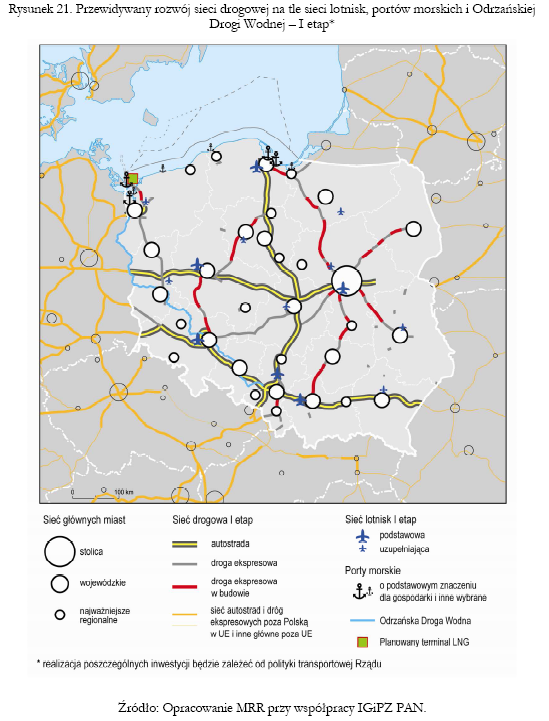 Rysunek 21. Przewidywany rozwój sieci drogowej na tle sieci lotnisk, portów morskich i Odrzańskiej
Drogi Wodnej – I etap*
0 100 km
Sieć głównych miast
stolica
wojewódzkie
najważniejsze
regionalne
Sieć drogowa I etap
autostrada
droga ekspresowa
droga ekspresowa
w budowie
sieć autostrad i dróg
ekspresowych poza Polską
w UE i inne główne poza UE
Sieć lotnisk I etap
podstawowa
uzupełniająca
Porty morskie
o podstawowym znaczeniu
dla gospodarki i inne wybrane
Odrzańska Droga Wodna
Planowany terminal LNG
* realizacja poszczególnych inwestycji będzie zależeć od polityki transportowej Rządu
Źródło: Opracowanie MRR przy współpracy IGiPZ PAN.